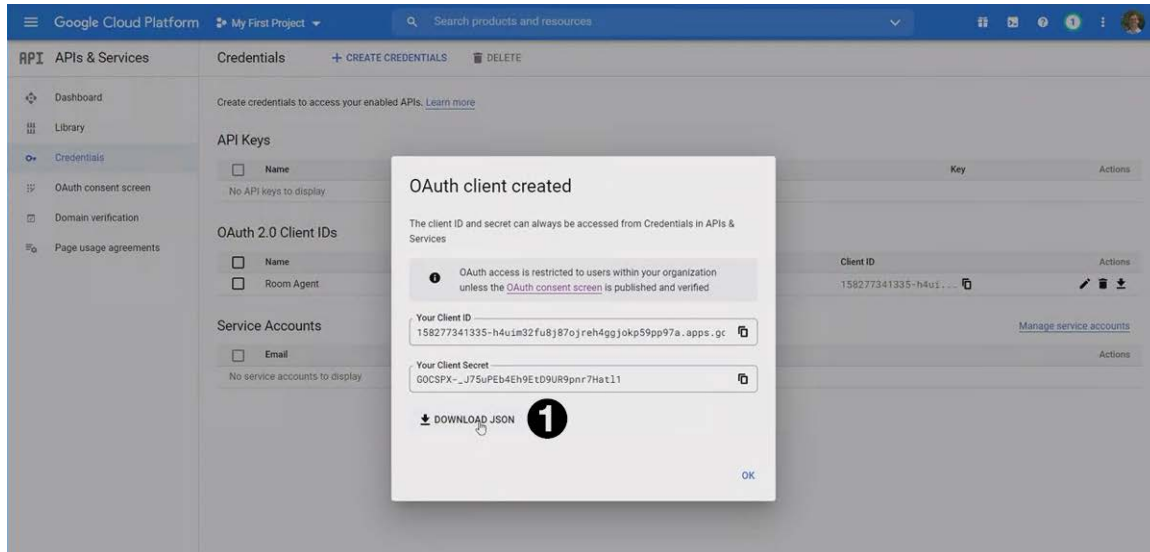 Google Cloud Platform My First Project Search products and resources 1
API APIs & Services Credentials + CREATE CREDENTIALS DELETE
Dashboard
Library
Credentials
OAuth consent screen
Domain verification
Page usage agreements
Create credentials to access your enabled APIs. Learn more
API Keys
Name Key Actions
No API keys to display
OAuth 2.0 Client IDs
Name Client ID Actions
Room Agent 158277341335-h4ui...
Service Accounts Manage service accounts
Email Actions
No service accounts to display
OAuth client created
The client ID and secret can always be accessed from Credentials in APIs &
Services
OAuth access is restricted to users within your organization
unless the OAuth consent screen is published and verified
Your Client ID
158277341335-h4uim32fu8j87ojreh4ggjokp59pp97a.apps.gc
Your Client Secret
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
DOWNLOAD JSON 1
OK